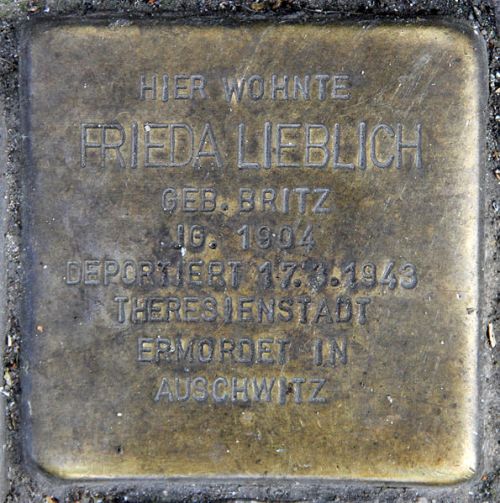 HIER WOHNTE
FRIEDA LIEBLICH
GEB. BRITZ
JG. 1904
DEPORTIERT 17.3.1943
THERESIENSTADT
ERMORDET IN
AUSCHWITZ